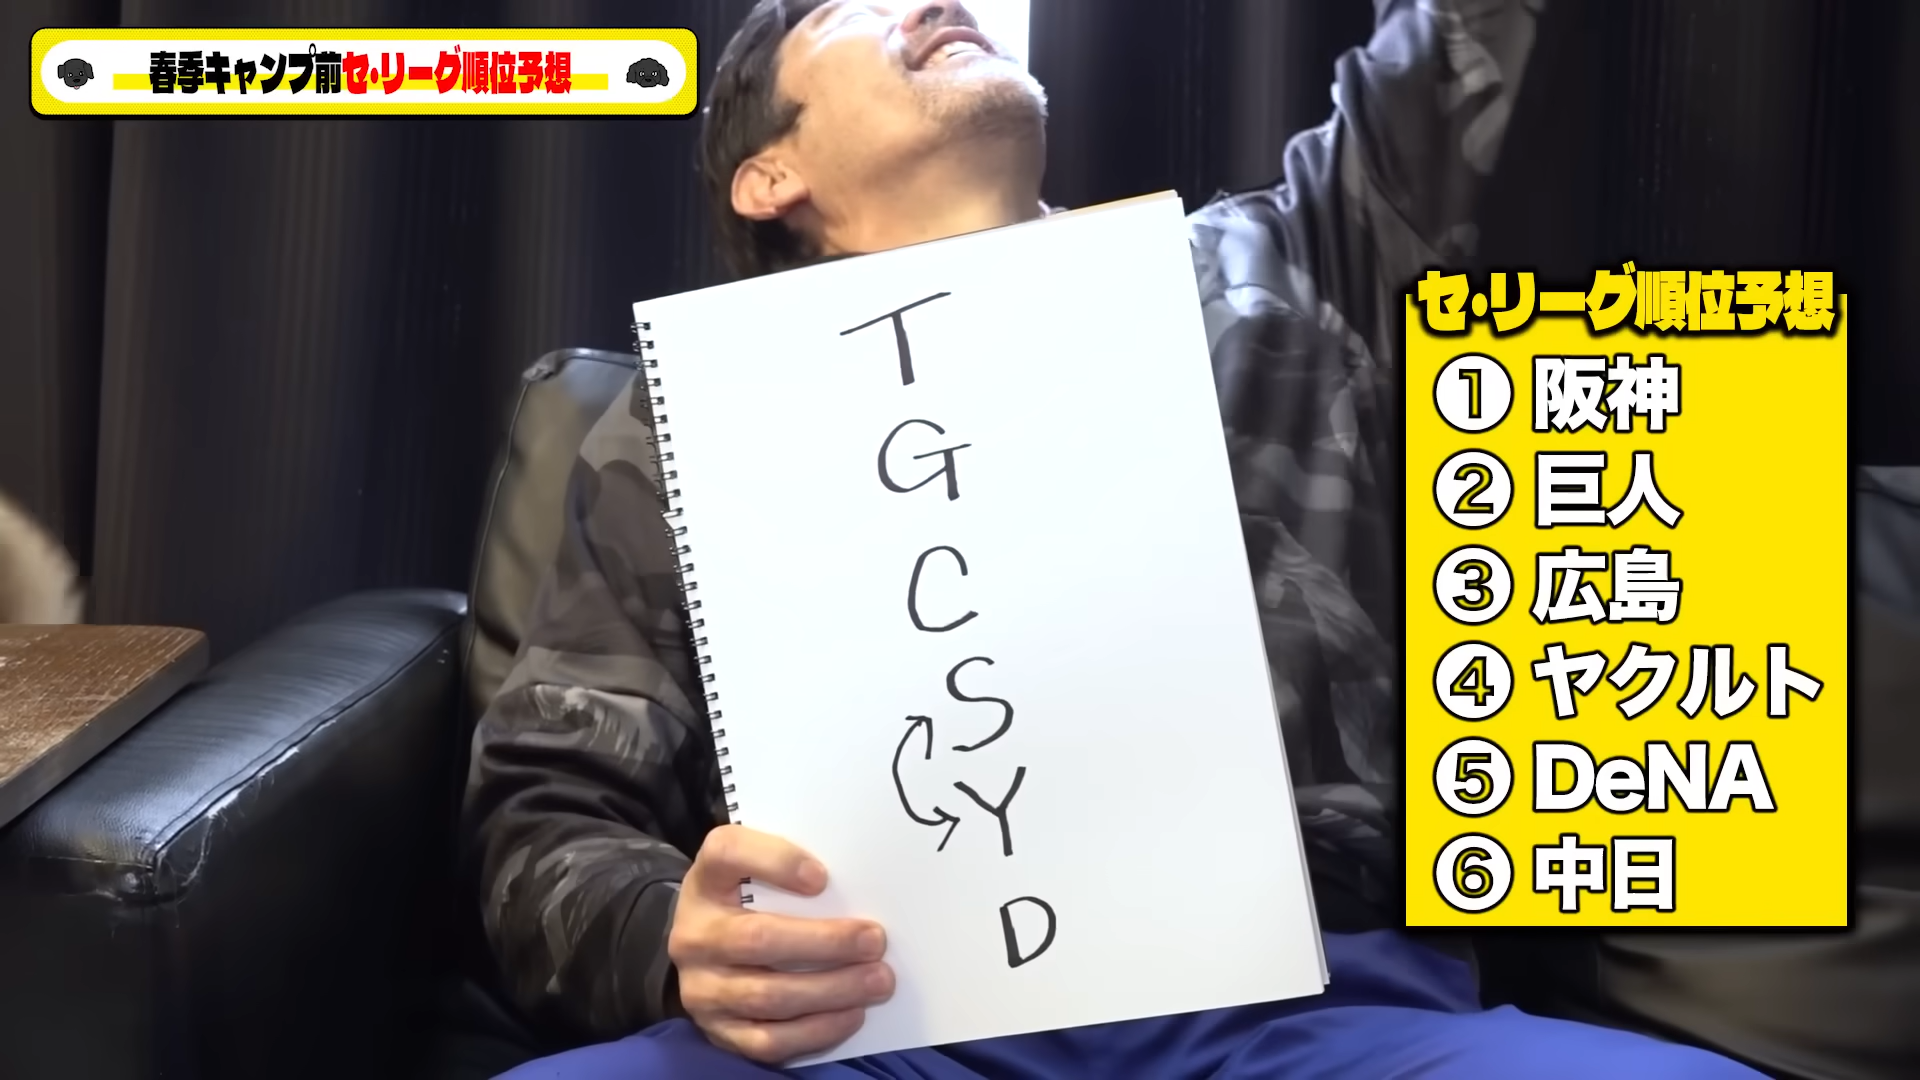 春季キャンプ前セ・リーグ順位予想
T
G
C
S
Y
D
セ・リーグ順位予想
① 阪神
② 巨人
③ 広島
④ ヤクルト
⑤ DeNA
⑥ 中日